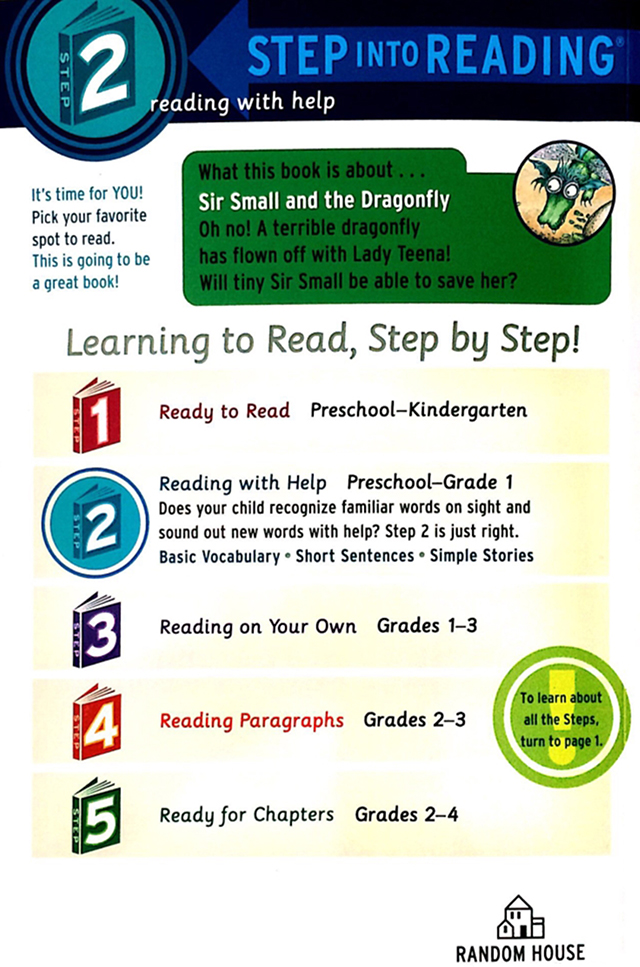 STEP 2
STEP INTO READING®
reading with help
It's time for YOU!
Pick your favorite
spot to read.
This is going to be
a great book!
What this book is about . . .
Sir Small and the Dragonfly
Oh no! A terrible dragonfly
has flown off with Lady Teena!
Will tiny Sir Small be able to save her?
Learning to Read, Step by Step!
STEP 1 Ready to Read Preschool–Kindergarten
STEP 2 Reading with Help Preschool–Grade 1
Does your child recognize familiar words on sight and
sound out new words with help? Step 2 is just right.
Basic Vocabulary • Short Sentences • Simple Stories
STEP 3 Reading on Your Own Grades 1–3
STEP 4 Reading Paragraphs Grades 2–3
To learn about
all the Steps,
turn to page 1.
STEP 5 Ready for Chapters Grades 2–4
RANDOM HOUSE